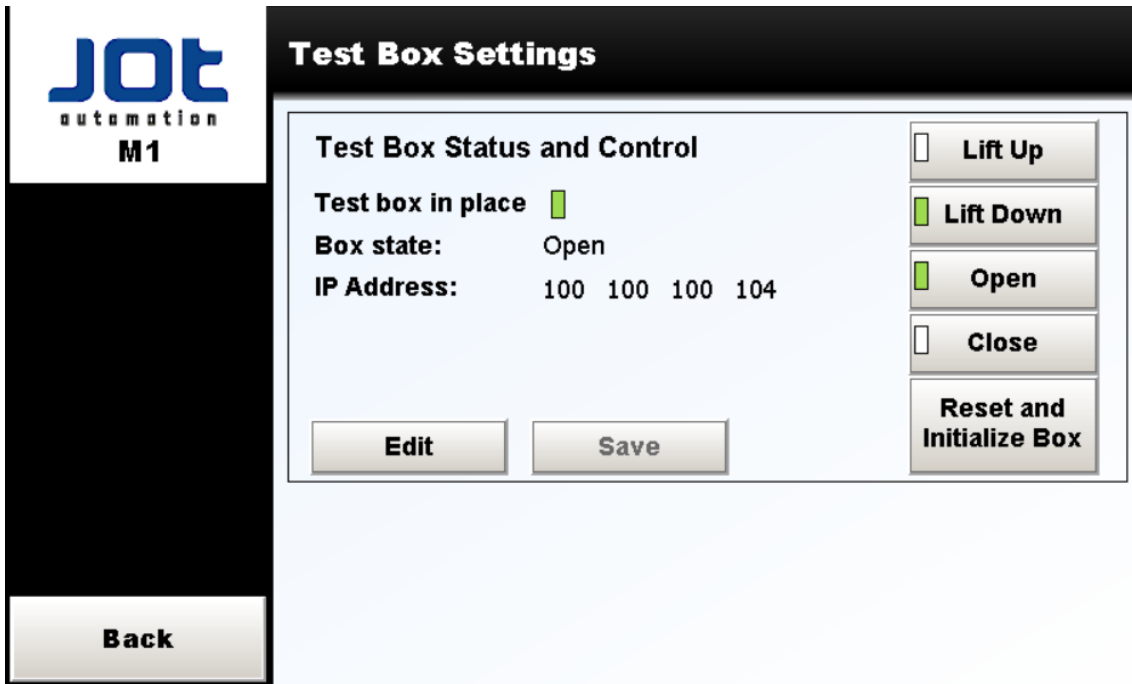 JOT
automation
M1
Test Box Settings
Test Box Status and Control
Test box in place
Box state: Open
IP Address: 100 100 100 104
Lift Up
Lift Down
Open
Close
Reset and
Initialize Box
Edit
Save
Back